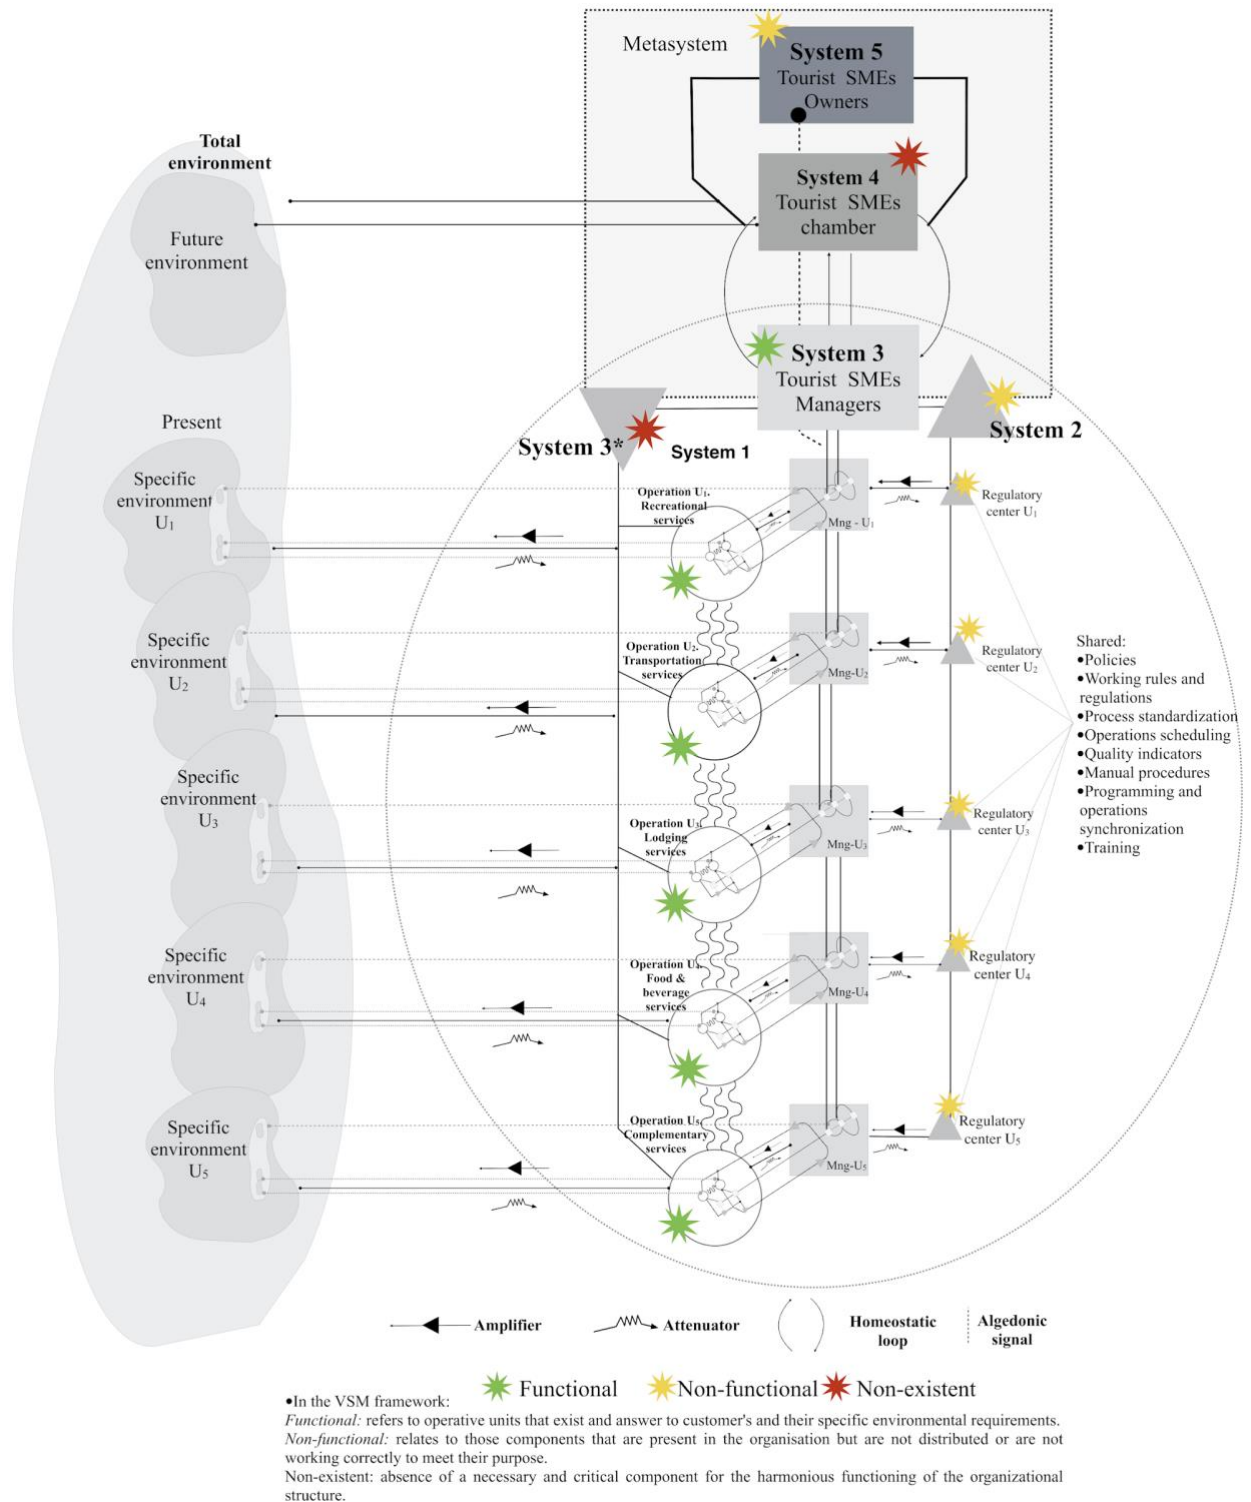 Metasystem
System 5
Tourist SMEs
Owners
Total
environment
System 4
Tourist SMEs
chamber
Future
environment
System 3
Tourist SMEs
Managers
Present
System 3*
System 1
System 2
Specific
environment
U1
Operation U1.
Recreational
services
Mng - U1
Regulatory
center U1
Specific
environment
U2
Operation U2.
Transportation
services
Mng-U2
Regulatory
center U2
Shared:
•Policies
•Working rules and
regulations
•Process standardization
•Operations scheduling
•Quality indicators
•Manual procedures
•Programming and
operations
synchronization
•Training
Specific
environment
U3
Operation U3.
Lodging
services
Mng-U3
Regulatory
center U3
Specific
environment
U4
Operation U4.
Food &
beverage
services
Mng-U4
Regulatory
center U4
Specific
environment
U5
Operation U5.
Complementary
services
Mng-U5
Regulatory
center U5
Amplifier
Attenuator
Homeostatic
loop
Algedonic
signal
Functional
Non-functional
Non-existent
•In the VSM framework:
Functional: refers to operative units that exist and answer to customer's and their specific environmental requirements.
Non-functional: relates to those components that are present in the organisation but are not distributed or are not
working correctly to meet their purpose.
Non-existent: absence of a necessary and critical component for the harmonious functioning of the organizational
structure.